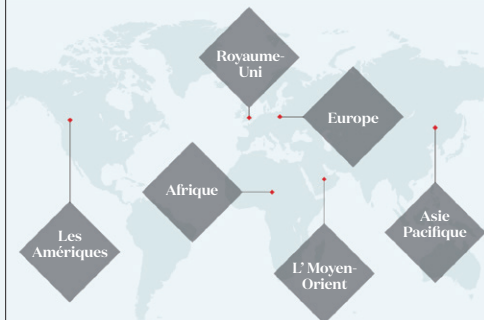 Royaume-
Uni
Europe
Afrique
Les
Amériques
Asie
Pacifique
L' Moyen-
Orient